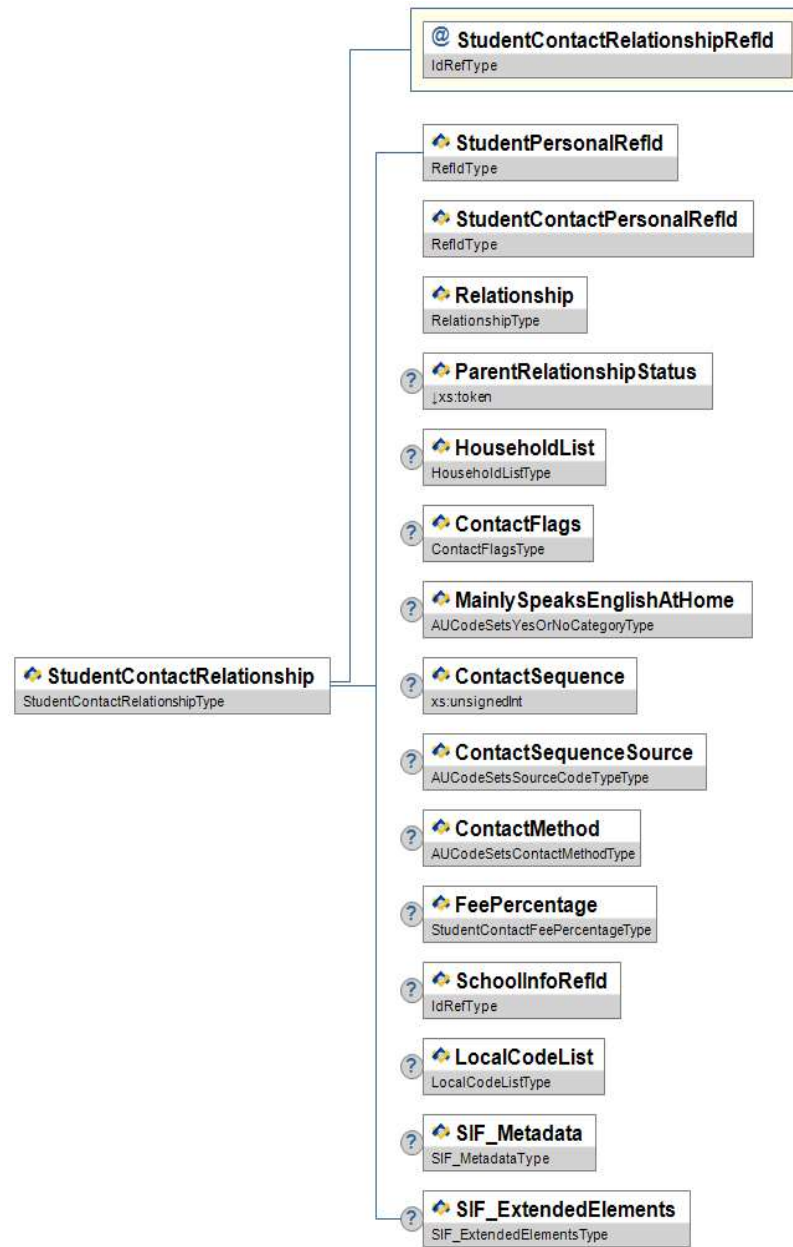 @ StudentContactRelationshipRefId
IdRefType
StudentPersonalRefId
RefIdType
StudentContactPersonalRefId
RefIdType
Relationship
RelationshipType
? ParentRelationshipStatus
↓xs:token
? HouseholdList
HouseholdListType
? ContactFlags
ContactFlagsType
? MainlySpeaksEnglishAtHome
AUCodeSetsYesOrNoCategoryType
StudentContactRelationship
StudentContactRelationshipType
? ContactSequence
xs:unsignedInt
? ContactSequenceSource
AUCodeSetsSourceCodeTypeType
? ContactMethod
AUCodeSetsContactMethodType
? FeePercentage
StudentContactFeePercentageType
? SchoolInfoRefId
IdRefType
? LocalCodeList
LocalCodeListType
? SIF_Metadata
SIF_MetadataType
? SIF_ExtendedElements
SIF_ExtendedElementsType